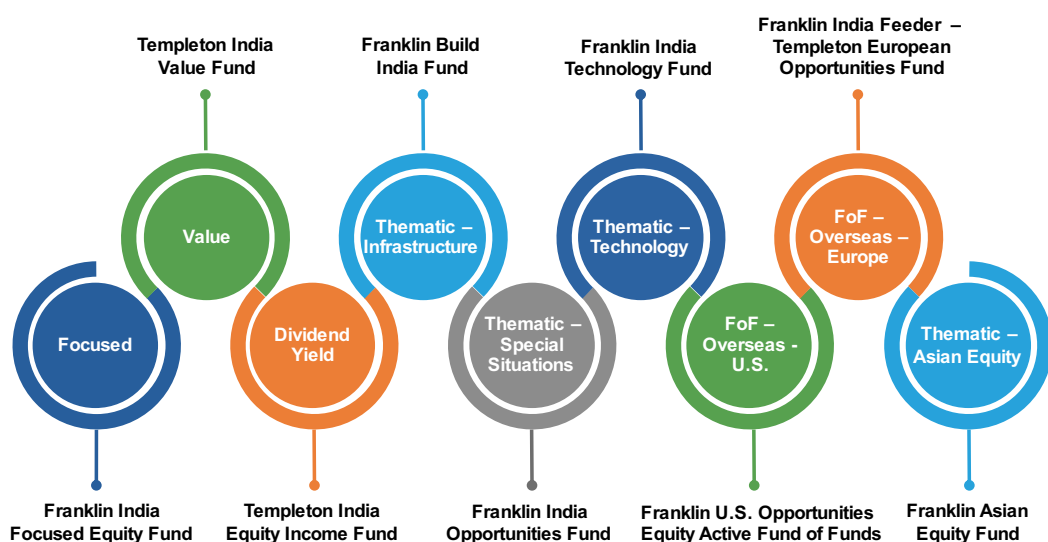 Templeton India
Value Fund
Franklin Build
India Fund
Franklin India
Technology Fund
Franklin India Feeder –
Templeton European
Opportunities Fund
Value
Thematic –
Infrastructure
Thematic –
Technology
FoF –
Overseas –
Europe
Focused
Dividend
Yield
Thematic –
Special
Situations
FoF –
Overseas -
U.S.
Thematic –
Asian Equity
Franklin India
Focused Equity Fund
Templeton India
Equity Income Fund
Franklin India
Opportunities Fund
Franklin U.S. Opportunities
Equity Active Fund of Funds
Franklin Asian
Equity Fund